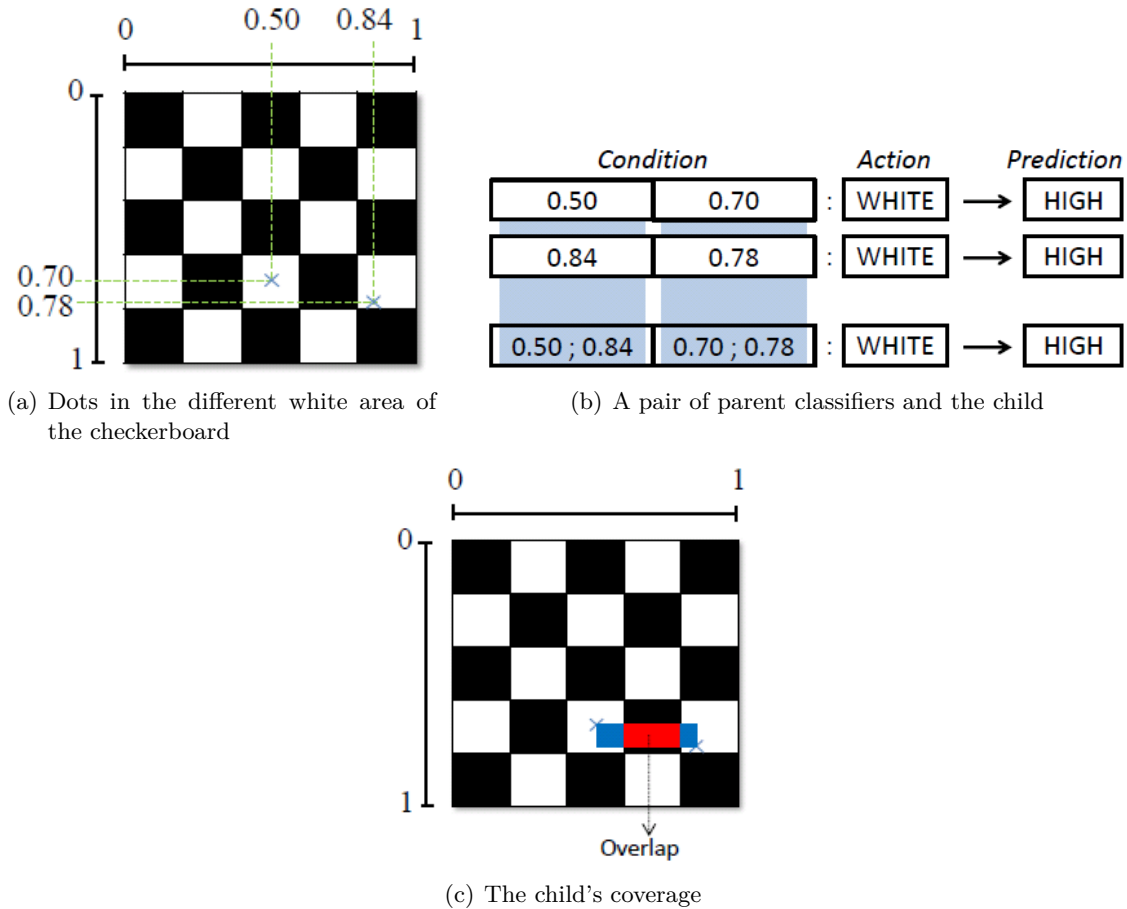 0.50 0.84
0 1
0
0.70
0.78
1
(a) Dots in the different white area of
the checkerboard
Condition Action Prediction
0.50 0.70 : WHITE HIGH
0.84 0.78 : WHITE HIGH
0.50 ; 0.84 0.70 ; 0.78 : WHITE HIGH
(b) A pair of parent classifiers and the child
0 1
0
1
Overlap
(c) The child's coverage